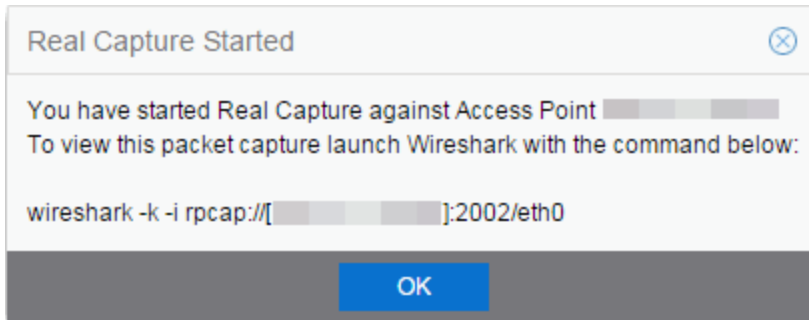 Real Capture Started
You have started Real Capture against Access Point
To view this packet capture launch Wireshark with the command below:
wireshark -k -i rpcap://[ ]:2002/eth0
OK